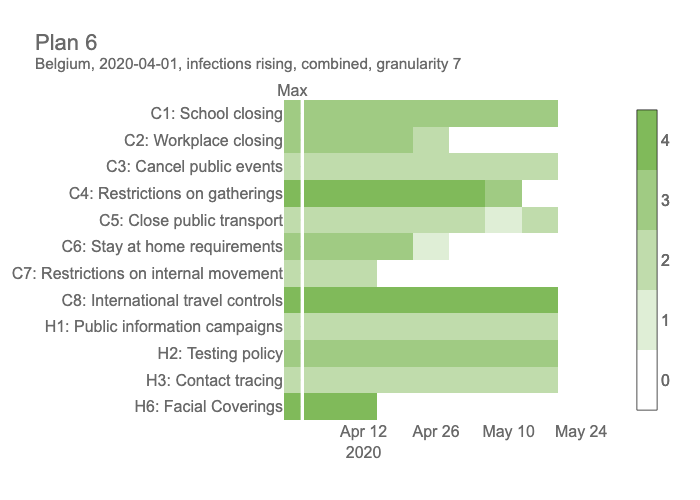 Plan 6
Belgium, 2020-04-01, infections rising, combined, granularity 7
Max
C1: School closing
C2: Workplace closing
C3: Cancel public events
C4: Restrictions on gatherings
C5: Close public transport
C6: Stay at home requirements
C7: Restrictions on internal movement
C8: International travel controls
H1: Public information campaigns
H2: Testing policy
H3: Contact tracing
H6: Facial Coverings
Apr 12 Apr 26 May 10 May 24
2020
4
3
2
1
0